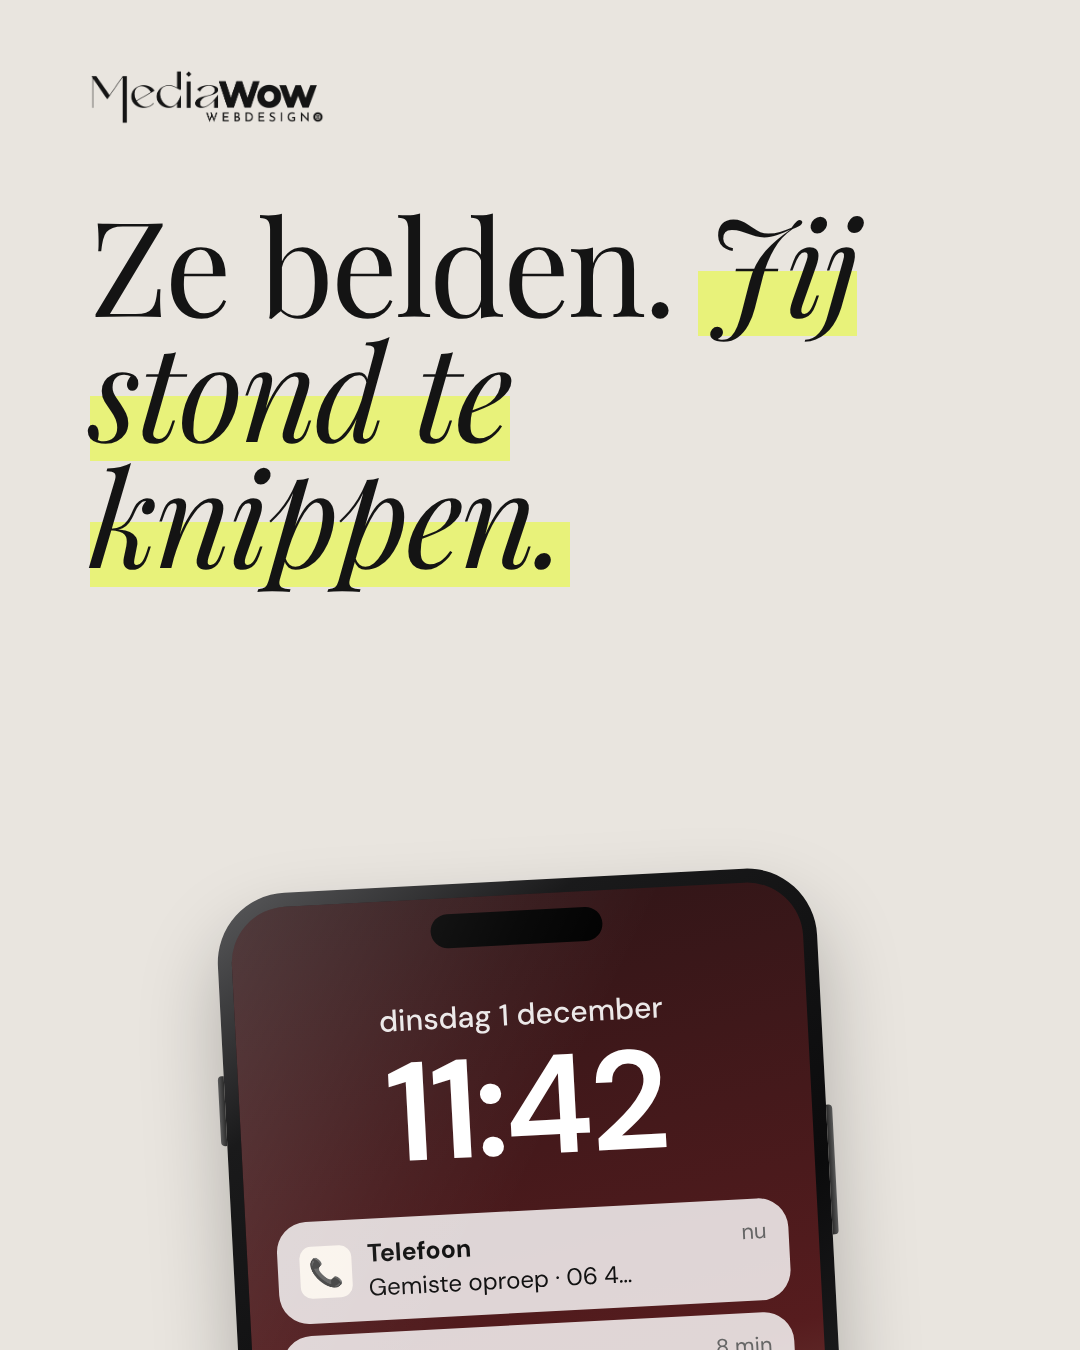 MediaWow
WEBDESIGN
Ze belden. Jij
stond te
knippen.
dinsdag 1 december
11:42
Telefoon
nu
Gemiste oproep · 06 4...
8 min